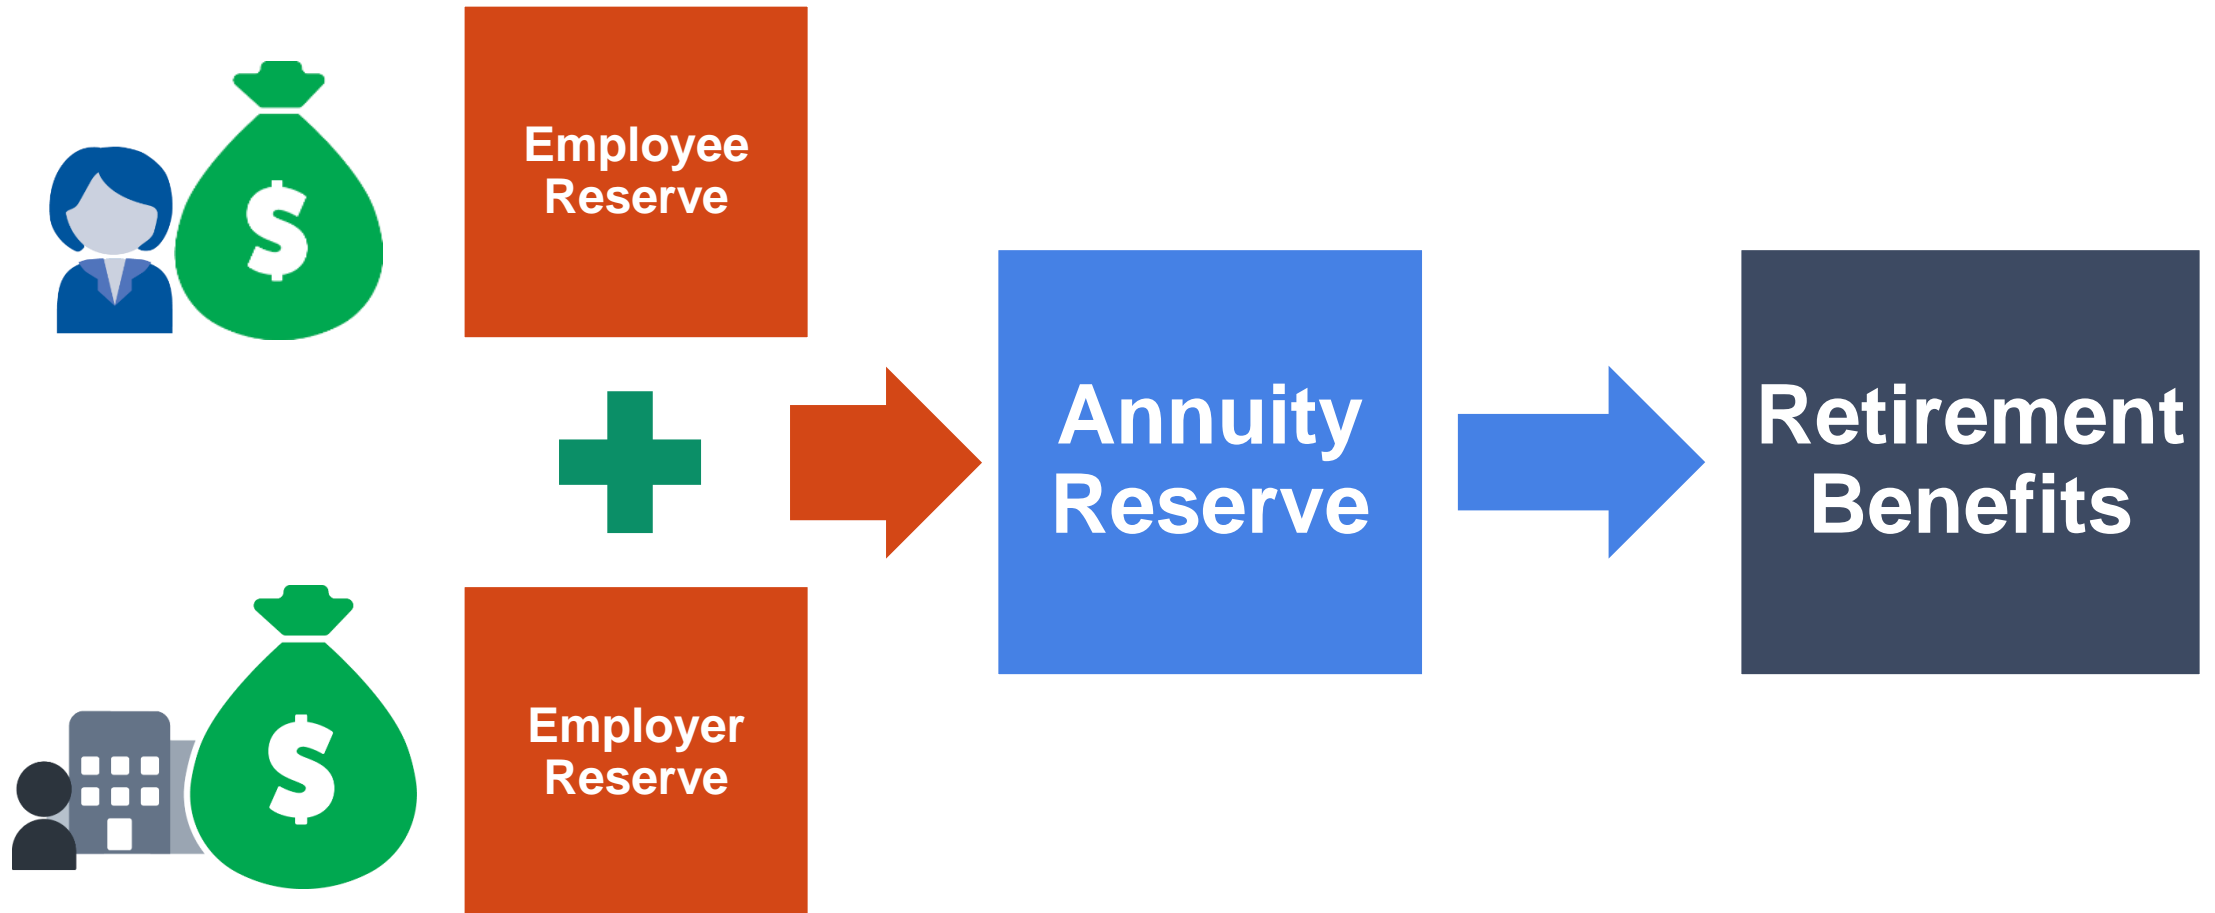 Employee
Reserve
$
Annuity
Reserve
Retirement
Benefits
$
Employer
Reserve